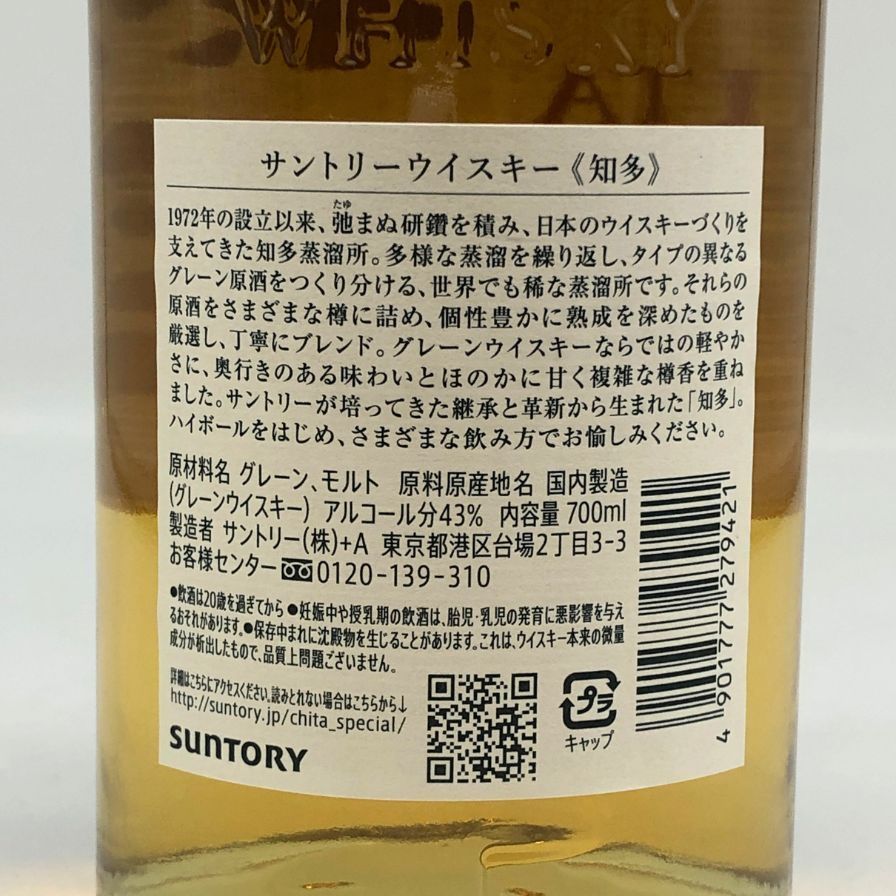 WHISKY
サントリーウイスキー《知多》
たゆ
1972年の設立以来、弛まぬ研鑽を積み、日本のウイスキーづくりを
支えてきた知多蒸溜所。多様な蒸溜を繰り返し、タイプの異なる
グレーン原酒をつくり分ける、世界でも稀な蒸溜所です。それらの
原酒をさまざまな樽に詰め、個性豊かに熟成を深めたものを
厳選し、丁寧にブレンド。グレーンウイスキーならではの軽やか
さに、奥行きのある味わいとほのかに甘く複雑な樽香を重ね
ました。サントリーが培ってきた継承と革新から生まれた「知多」。
ハイボールをはじめ、さまざまな飲み方でお愉しみください。
原材料名 グレーン、モルト 原料原産地名 国内製造
(グレーンウイスキー) アルコール分43% 内容量 700ml
製造者 サントリー(株)+A 東京都港区台場2丁目3-3
お客様センター 0120-139-310
●飲酒は20歳を過ぎてから ●妊娠中や授乳期の飲酒は、胎児・乳児の発育に悪影響を与え
るおそれがあります。●保存中まれに沈殿物を生じることがあります。これは、ウイスキー本来の微量
成分が析出したもので、品質上問題ございません。
詳細はこちらにアクセスください。読みとれない場合はこちらから↓
http://suntory.jp/chita_special/
SUNTORY
プラ
キャップ
4 901777 279421